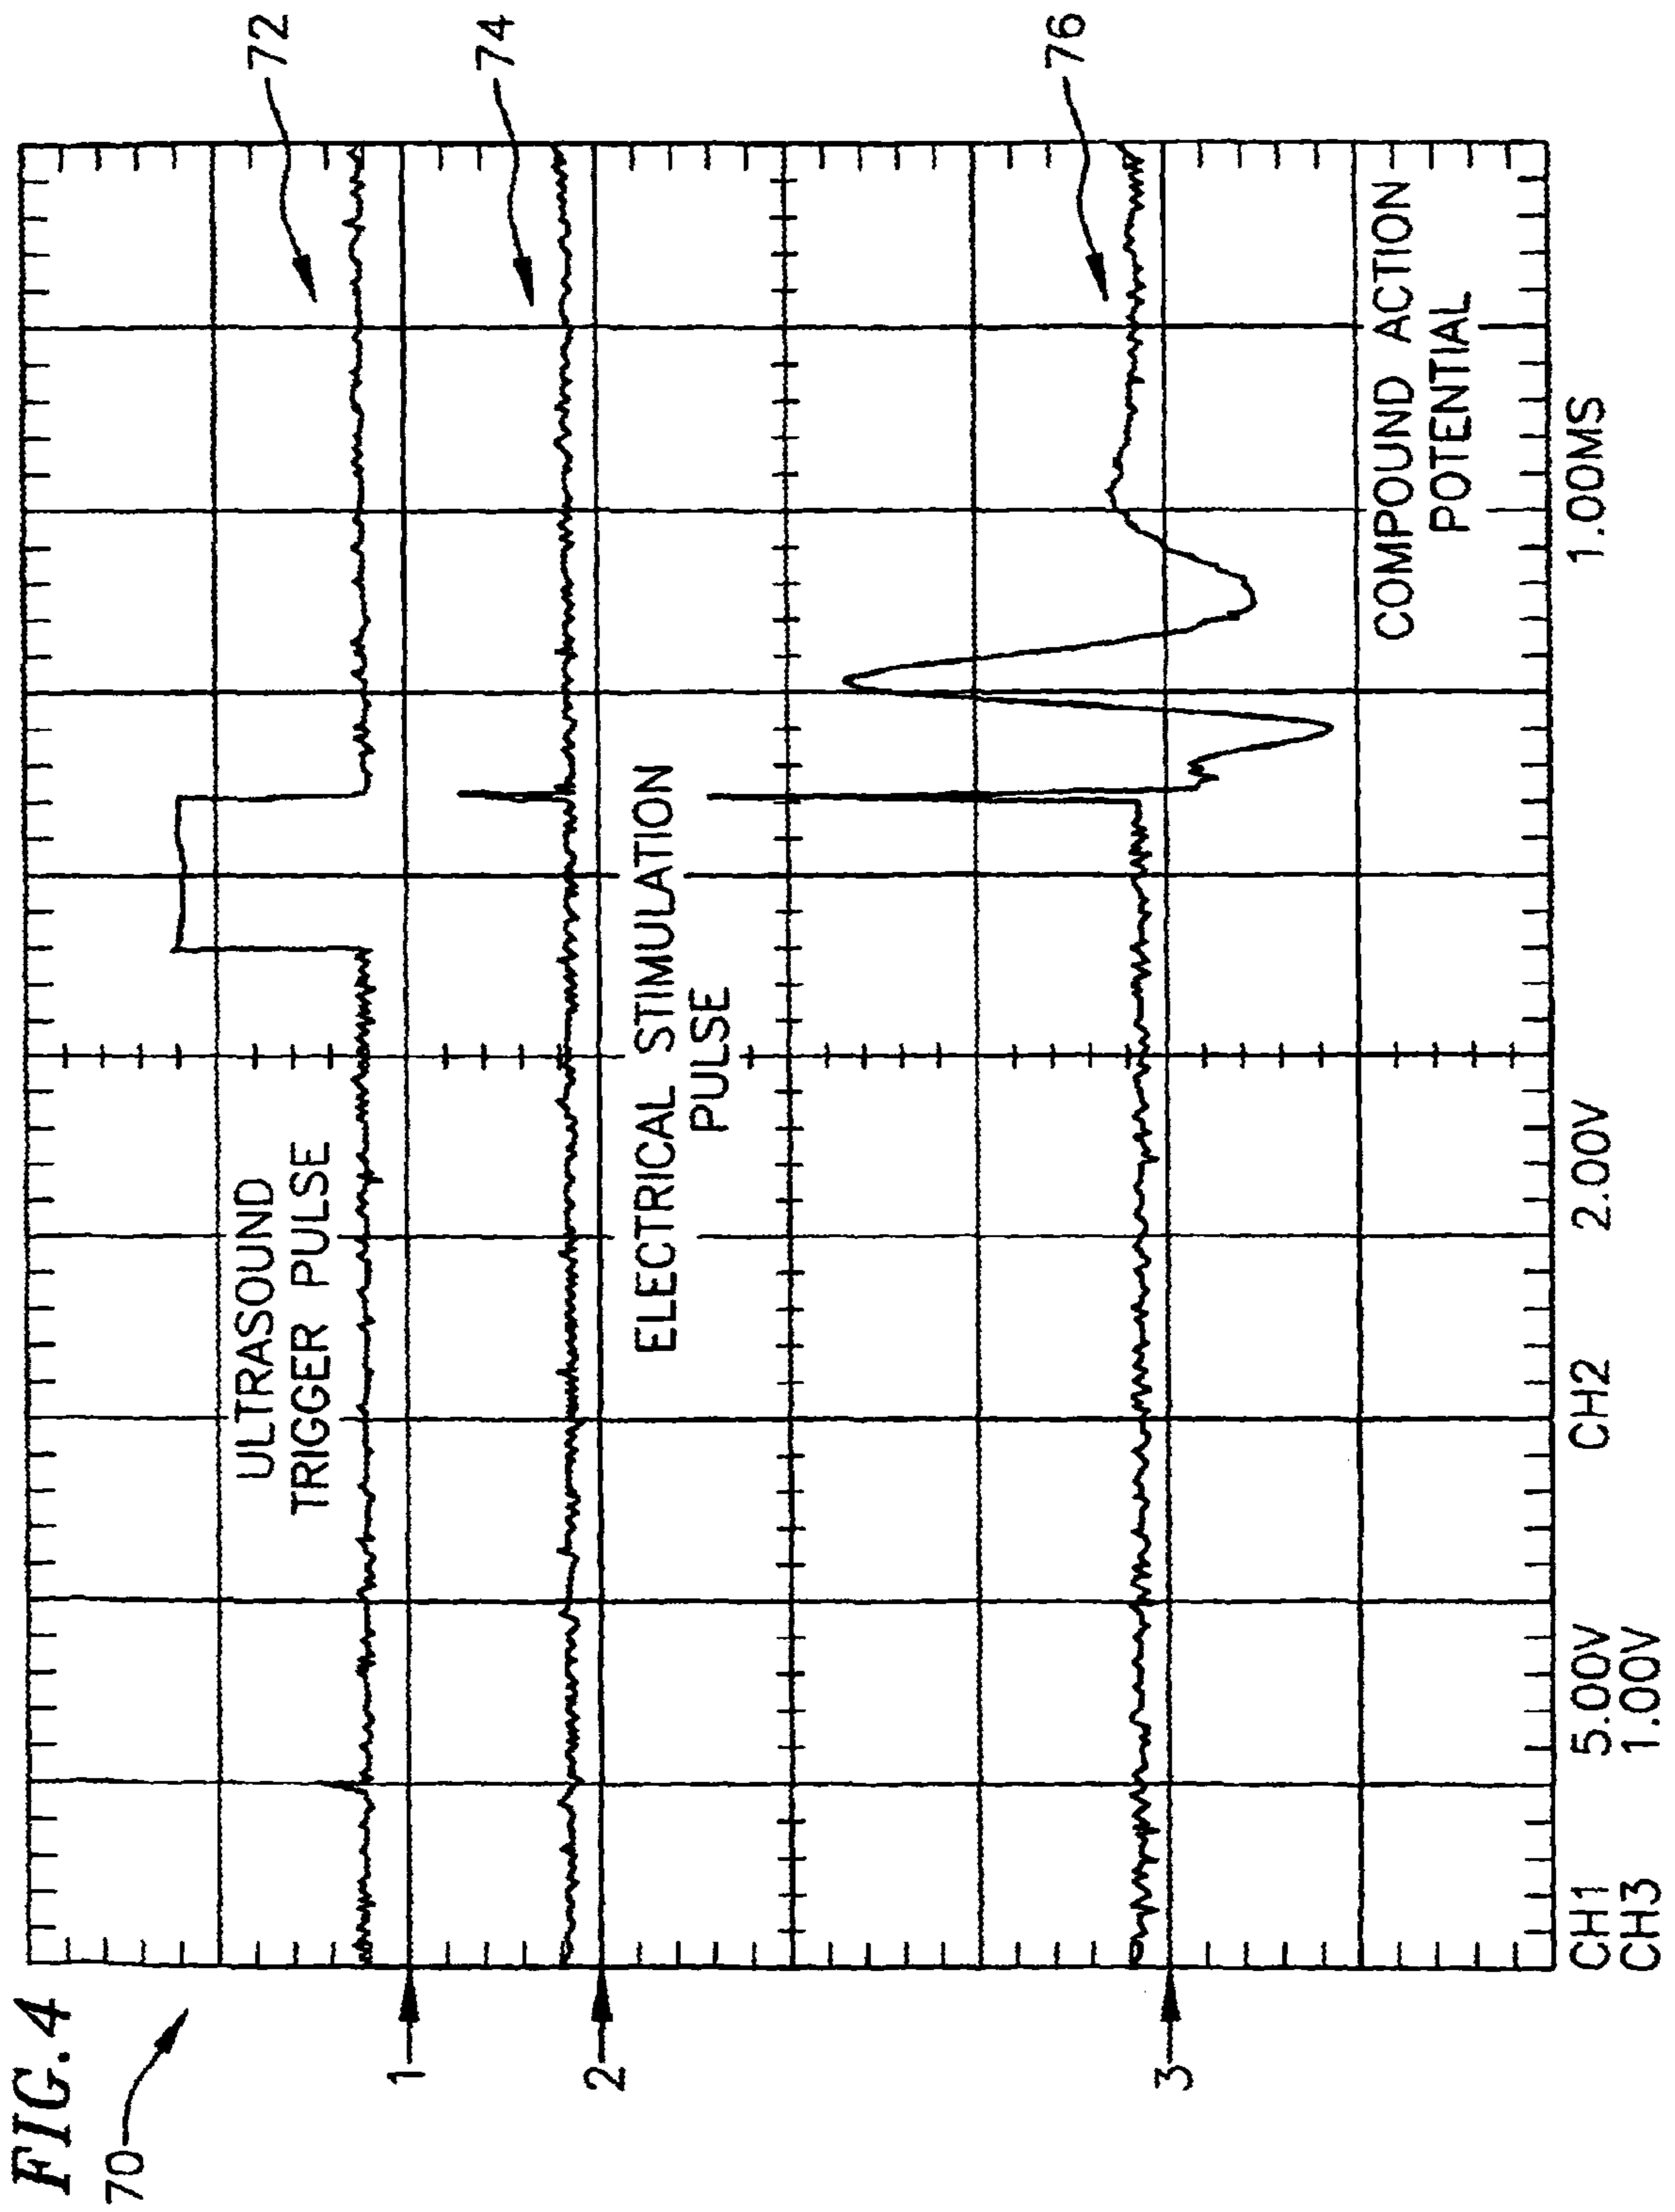 FIG.4
70
72
74
76
ULTRASOUND
TRIGGER PULSE
ELECTRICAL STIMULATION
PULSE
COMPOUND ACTION
POTENTIAL
1
2
3
CH1 5.00V CH2 2.00V 1.00MS
CH3 1.00V